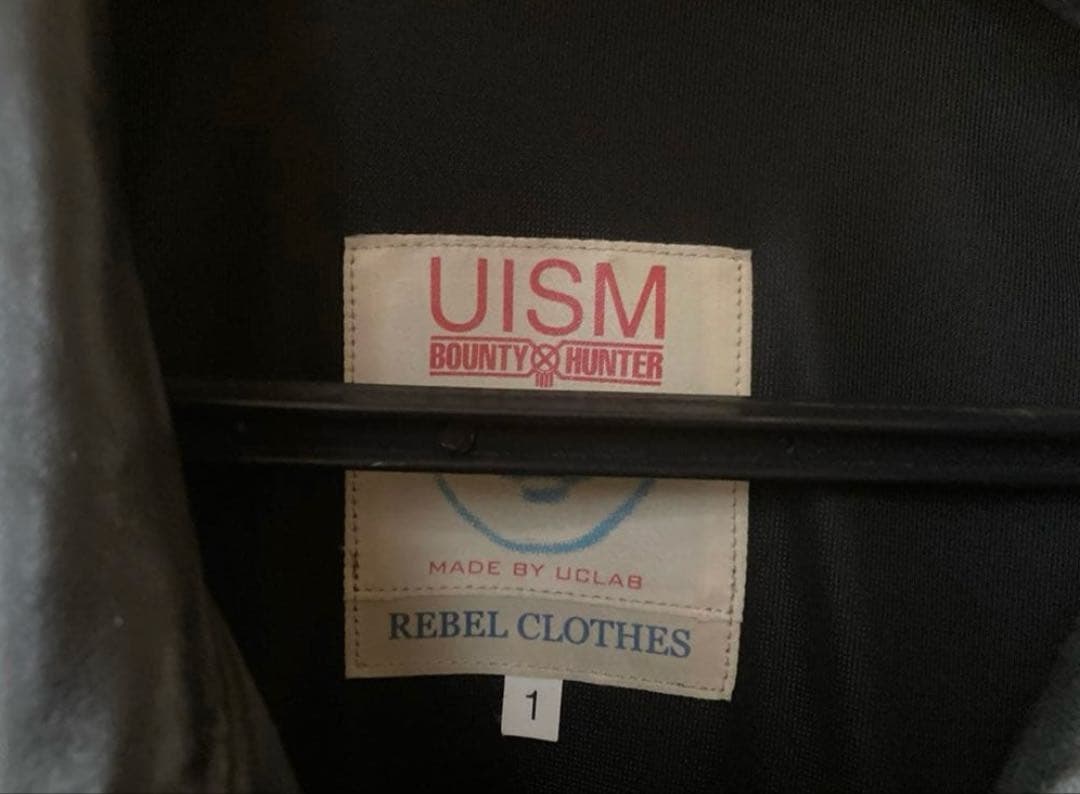 UISM
BOUNTY HUNTER
MADE BY UCLAB
REBEL CLOTHES
1